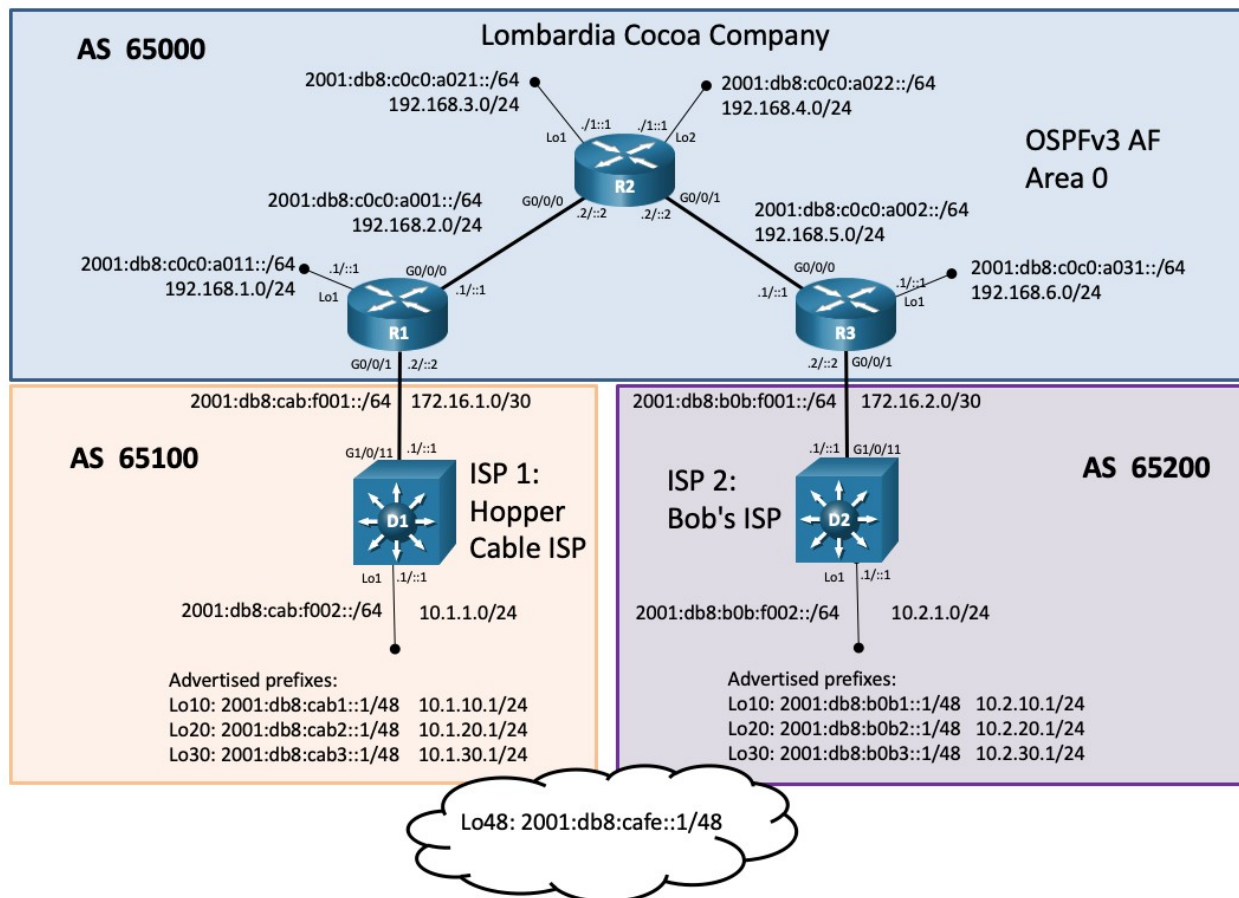 AS 65000
Lombardia Cocoa Company
2001:db8:c0c0:a021::/64
192.168.3.0/24
2001:db8:c0c0:a022::/64
192.168.4.0/24
./1::1
./1::1
Lo1
Lo2
R2
OSPFv3 AF
Area 0
2001:db8:c0c0:a001::/64
192.168.2.0/24
G0/0/0
.2/::2
.2/::2
G0/0/1
2001:db8:c0c0:a002::/64
192.168.5.0/24
2001:db8:c0c0:a011::/64
192.168.1.0/24
.1/::1
Lo1
G0/0/0
.1/::1
R1
G0/0/0
.1/::1
.1/::1
Lo1
R3
2001:db8:c0c0:a031::/64
192.168.6.0/24
G0/0/1
.2/::2
.2/::2
G0/0/1
2001:db8:cab:f001::/64
172.16.1.0/30
2001:db8:b0b:f001::/64
172.16.2.0/30
AS 65100
G1/0/11
.1/::1
D1
ISP 1:
Hopper
Cable ISP
Lo1
.1/::1
2001:db8:cab:f002::/64
10.1.1.0/24
Advertised prefixes:
Lo10: 2001:db8:cab1::1/48 10.1.10.1/24
Lo20: 2001:db8:cab2::1/48 10.1.20.1/24
Lo30: 2001:db8:cab3::1/48 10.1.30.1/24
ISP 2:
Bob's ISP
.1/::1
G1/0/11
D2
AS 65200
Lo1
.1/::1
2001:db8:b0b:f002::/64
10.2.1.0/24
Advertised prefixes:
Lo10: 2001:db8:b0b1::1/48 10.2.10.1/24
Lo20: 2001:db8:b0b2::1/48 10.2.20.1/24
Lo30: 2001:db8:b0b3::1/48 10.2.30.1/24
Lo48: 2001:db8:cafe::1/48